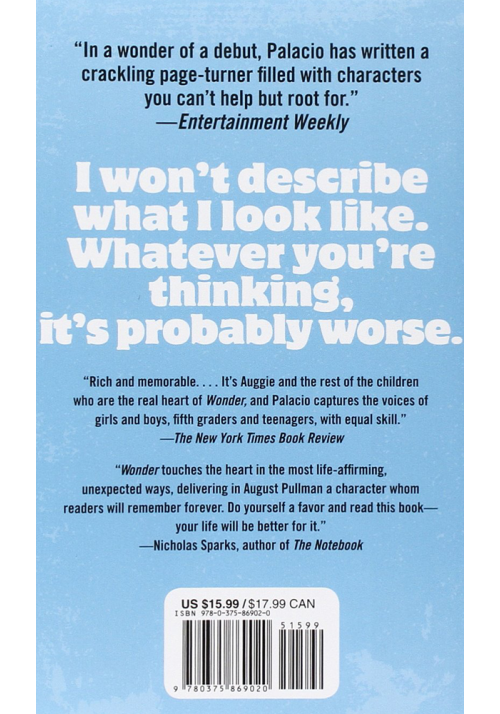 “In a wonder of a debut, Palacio has written a
crackling page-turner filled with characters
you can’t help but root for.”
—Entertainment Weekly
I won’t describe
what I look like.
Whatever you’re
thinking,
it’s probably worse.
“Rich and memorable. . . . It’s Auggie and the rest of the children
who are the real heart of Wonder, and Palacio captures the voices of
girls and boys, fifth graders and teenagers, with equal skill.”
—The New York Times Book Review
“Wonder touches the heart in the most life-affirming,
unexpected ways, delivering in August Pullman a character whom
readers will remember forever. Do yourself a favor and read this book—
your life will be better for it.”
—Nicholas Sparks, author of The Notebook
US $15.99 / $17.99 CAN
ISBN 978-0-375-86902-0
51599
9 780375 869020